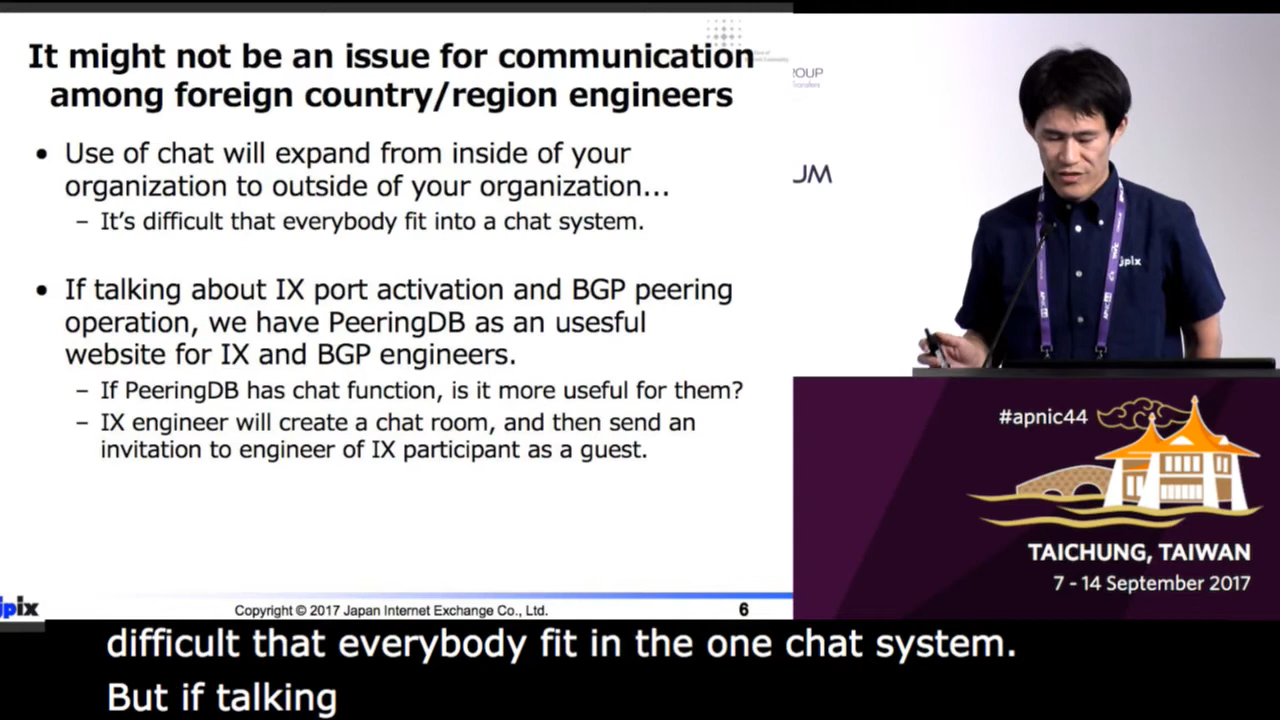 It might not be an issue for communication
among foreign country/region engineers
• Use of chat will expand from inside of your
organization to outside of your organization...
– It's difficult that everybody fit into a chat system.
• If talking about IX port activation and BGP peering
operation, we have PeeringDB as an usesful
website for IX and BGP engineers.
– If PeeringDB has chat function, is it more useful for them?
– IX engineer will create a chat room, and then send an
invitation to engineer of IX participant as a guest.
jpix
Copyright © 2017 Japan Internet Exchange Co., Ltd.
6
ROUP
UM
jpix
APNIC
#apnic44
TAICHUNG, TAIWAN
7 - 14 September 2017
difficult that everybody fit in the one chat system.
But if talking